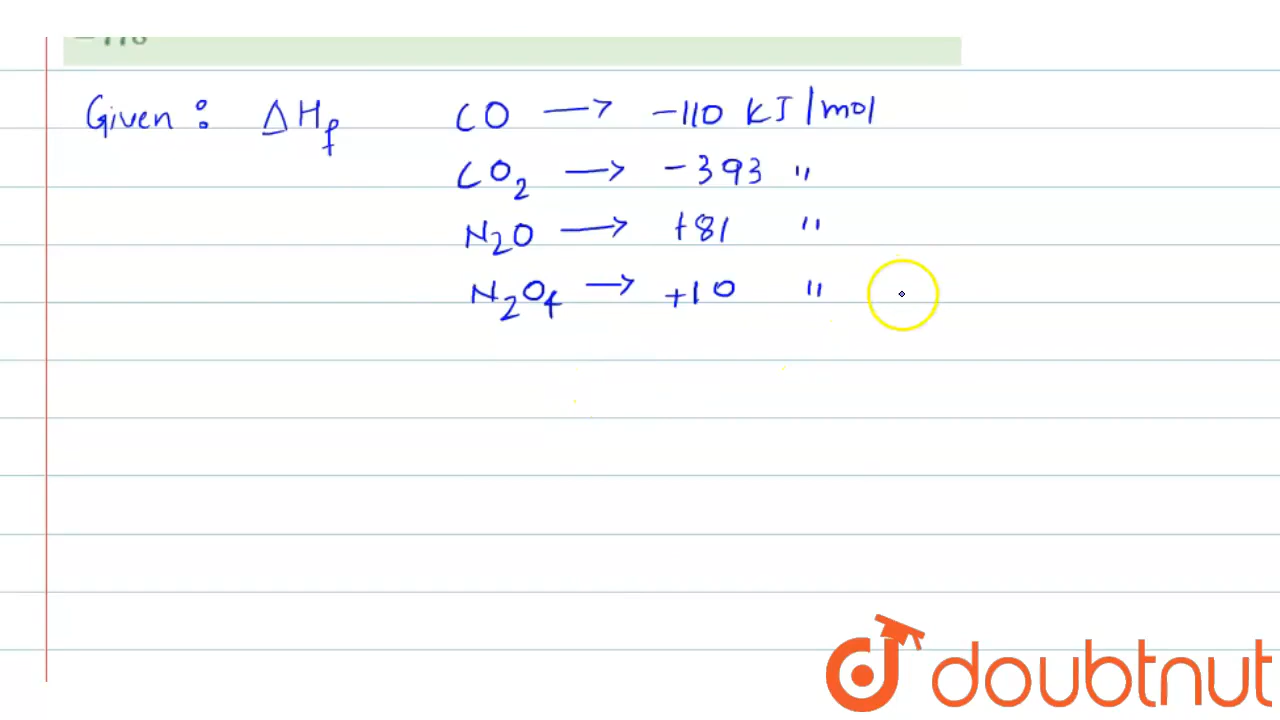 Given : ΔHf CO → -110 KJ/mol
CO2 → -393 "
N2O → +81 "
N2O4 → +10 "
doubtnut